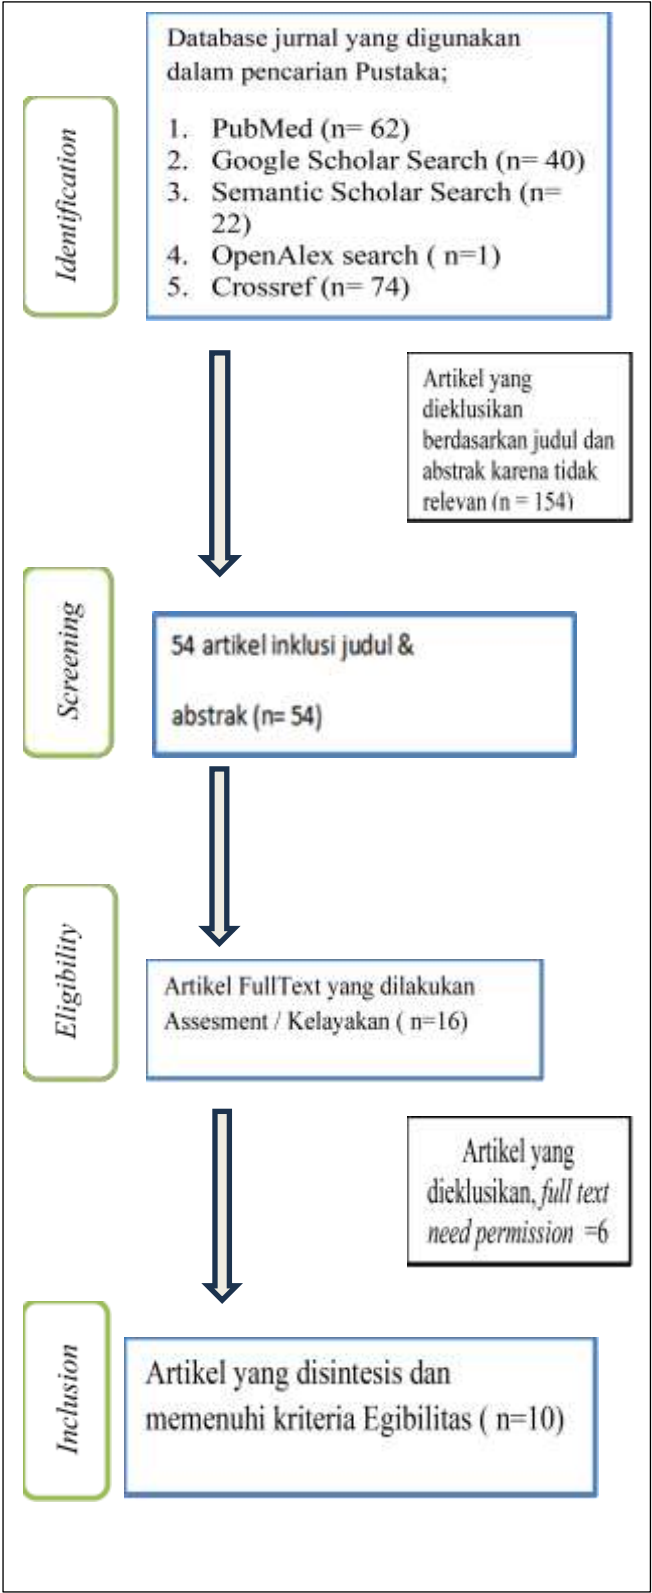 Identification
Database jurnal yang digunakan
dalam pencarian Pustaka;
1. PubMed (n= 62)
2. Google Scholar Search (n= 40)
3. Semantic Scholar Search (n=
22)
4. OpenAlex search ( n=1)
5. Crossref (n= 74)
Artikel yang
dieklusikan
berdasarkan judul dan
abstrak karena tidak
relevan (n = 154)
Screening
54 artikel inklusi judul &
abstrak (n= 54)
Eligibility
Artikel FullText yang dilakukan
Assesment / Kelayakan ( n=16)
Artikel yang
dieklusikan, full text
need permission =6
Inclusion
Artikel yang disintesis dan
memenuhi kriteria Egibilitas ( n=10)